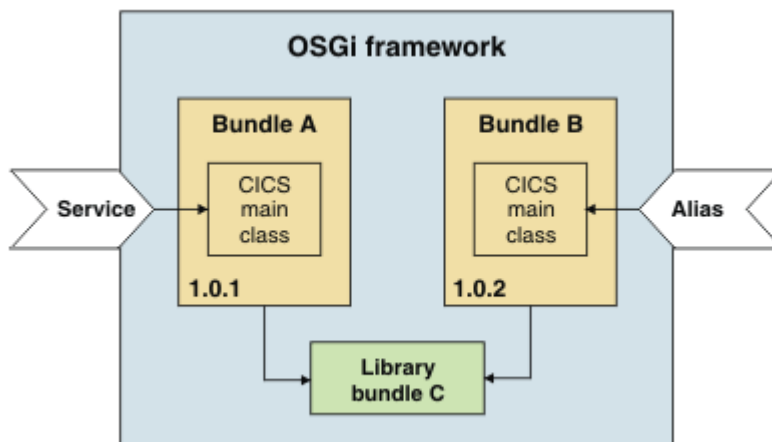 OSGi framework
Bundle A
Bundle B
CICS
main
class
CICS
main
class
Service
Alias
1.0.1
1.0.2
Library
bundle C